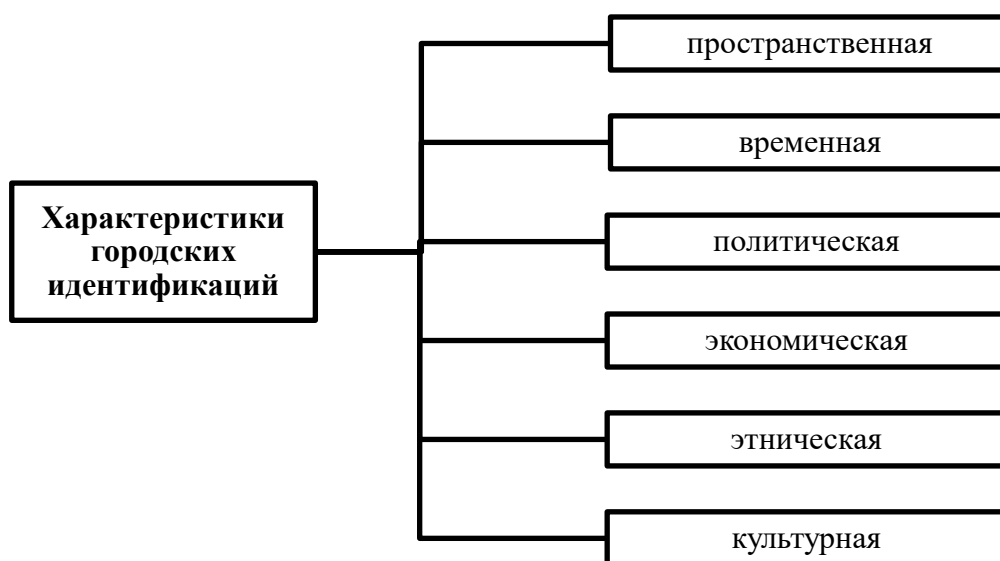 Характеристики
городских
идентификаций
пространственная
временная
политическая
экономическая
этническая
культурная